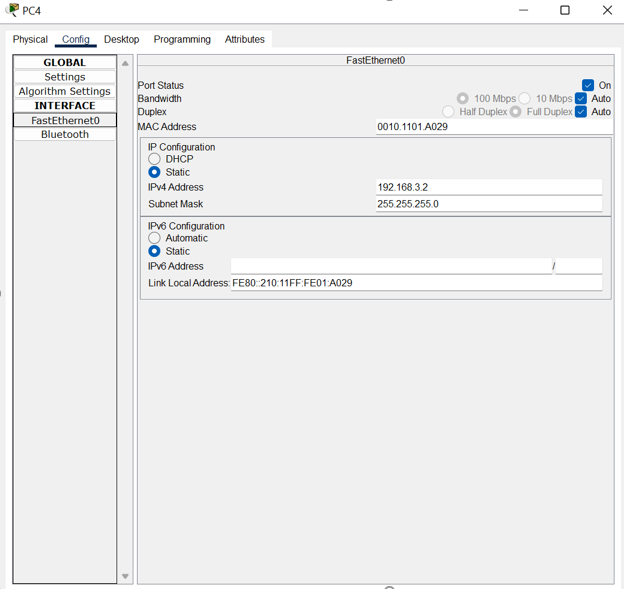 PC4
Physical Config Desktop Programming Attributes
GLOBAL
Settings
Algorithm Settings
INTERFACE
FastEthernet0
Bluetooth
FastEthernet0
Port Status On
Bandwidth 100 Mbps 10 Mbps Auto
Duplex Half Duplex Full Duplex Auto
MAC Address 0010.1101.A029
IP Configuration
DHCP
Static
IPv4 Address 192.168.3.2
Subnet Mask 255.255.255.0
IPv6 Configuration
Automatic
Static
IPv6 Address /
Link Local Address: FE80::210:11FF:FE01:A029